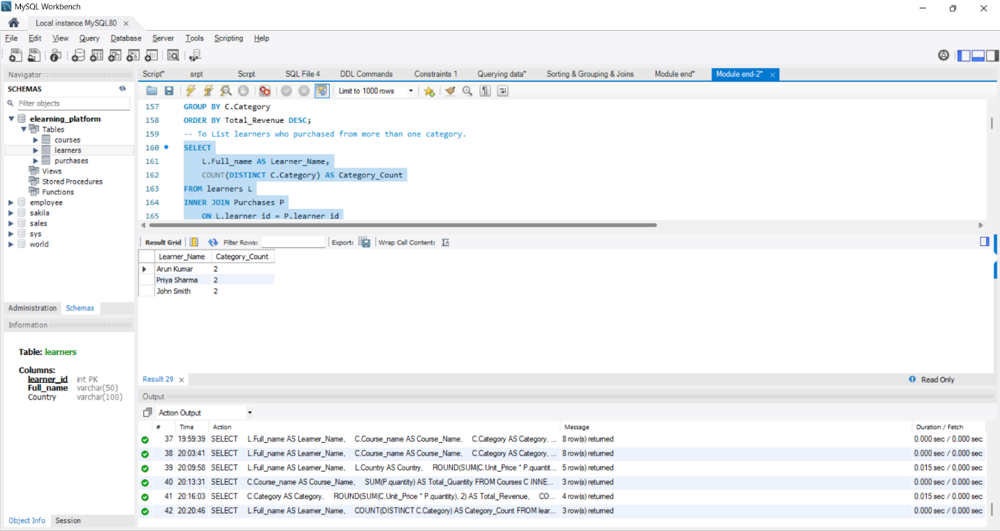 MySQL Workbench
Local instance MySQL80
File Edit View Query Database Server Tools Scripting Help
Navigator
SCHEMAS
Filter objects
elearning_platform
Tables
courses
learners
purchases
Views
Stored Procedures
Functions
employee
sakila
sales
sys
world
Administration Schemas
Information
Table: learners
Columns:
learner_id int PK
Full_name varchar(50)
Country varchar(100)
Object Info Session
Script* srpt Scrpt SQL File 4 DDL Commands Constraints 1 Querying data* Sorting & Grouping & Joins Module end* Module end-2*
Limit to 1000 rows
157 GROUP BY C.Category
158 ORDER BY Total_Revenue DESC;
159 -- To List learners who purchased from more than one category.
160 SELECT
161 L.Full_name AS Learner_Name,
162 COUNT(DISTINCT C.Category) AS Category_Count
163 FROM learners L
164 INNER JOIN Purchases P
165 ON L.learner_id = P.learner_id
Result Grid Filter Rows: Export: Wrap Cell Content:
Learner_Name Category_Count
Arun Kumar 2
Priya Sharma 2
John Smith 2
Result 29 Read Only
Output
Action Output
# Time Action Message Duration / Fetch
37 19:59:39 SELECT L.Full_name AS Learner_Name, C.Course_name AS Course_Name, C.Category AS Category, ... 8 row(s) returned 0.000 sec / 0.000 sec
38 20:03:41 SELECT L.Full_name AS Learner_Name, C.Course_name AS Course_Name, C.Category AS Category, ... 8 row(s) returned 0.000 sec / 0.000 sec
39 20:09:58 SELECT L.Full_name AS Learner_Name, L.Country AS Country, ROUND(SUM(C.Unit_Price * P.quantit... 5 row(s) returned 0.015 sec / 0.000 sec
40 20:13:31 SELECT C.Course_name AS Course_Name, SUM(P.quantity) AS Total_Quantity FROM Courses C INNE... 3 row(s) returned 0.000 sec / 0.000 sec
41 20:16:03 SELECT C.Category AS Category, ROUND(SUM(C.Unit_Price * P.quantity), 2) AS Total_Revenue, CO... 4 row(s) returned 0.015 sec / 0.000 sec
42 20:20:46 SELECT L.Full_name AS Learner_Name, COUNT(DISTINCT C.Category) AS Category_Count FROM lear... 3 row(s) returned 0.000 sec / 0.000 sec